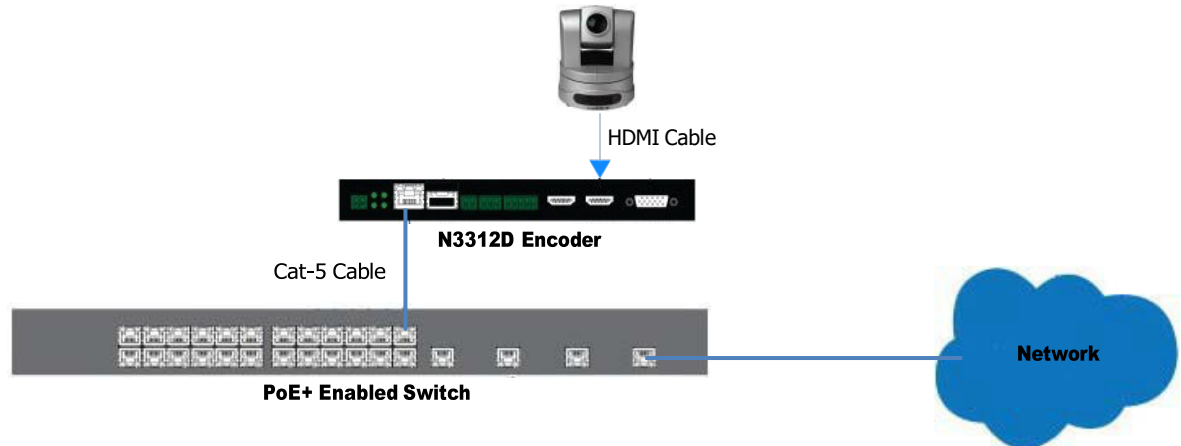 HDMI Cable
N3312D Encoder
Cat-5 Cable
PoE+ Enabled Switch
Network